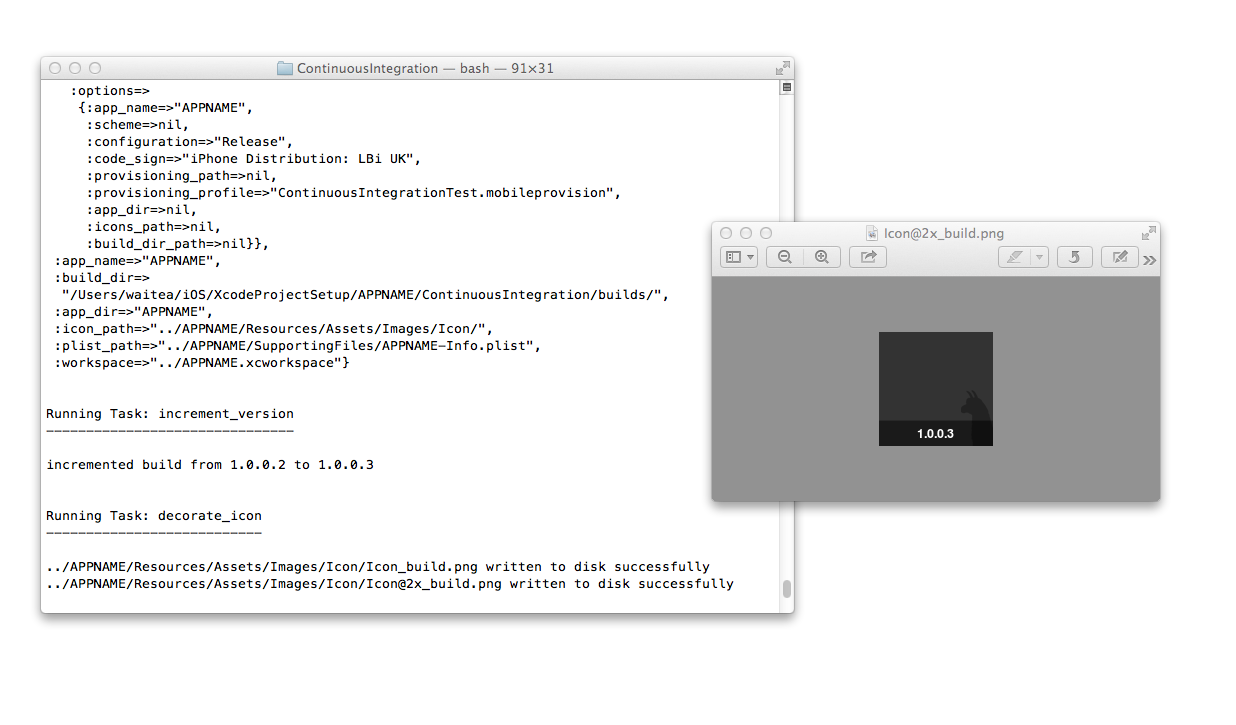 ContinuousIntegration — bash — 91×31
:options=>
{:app_name=>"APPNAME",
:scheme=>nil,
:configuration=>"Release",
:code_sign=>"iPhone Distribution: LBi UK",
:provisioning_path=>nil,
:provisioning_profile=>"ContinuousIntegrationTest.mobileprovision",
:app_dir=>nil,
:icons_path=>nil,
:build_dir_path=>nil}},
:app_name=>"APPNAME",
:build_dir=>
"/Users/waitea/iOS/XcodeProjectSetup/APPNAME/ContinuousIntegration/builds/",
:app_dir=>"APPNAME",
:icon_path=>"../APPNAME/Resources/Assets/Images/Icon/",
:plist_path=>"../APPNAME/SupportingFiles/APPNAME-Info.plist",
:workspace=>"../APPNAME.xcworkspace"}
Running Task: increment_version
-------------------------------
incremented build from 1.0.0.2 to 1.0.0.3
Running Task: decorate_icon
---------------------------
../APPNAME/Resources/Assets/Images/Icon/Icon_build.png written to disk successfully
../APPNAME/Resources/Assets/Images/Icon/Icon@2x_build.png written to disk successfully
Icon@2x_build.png
1.0.0.3